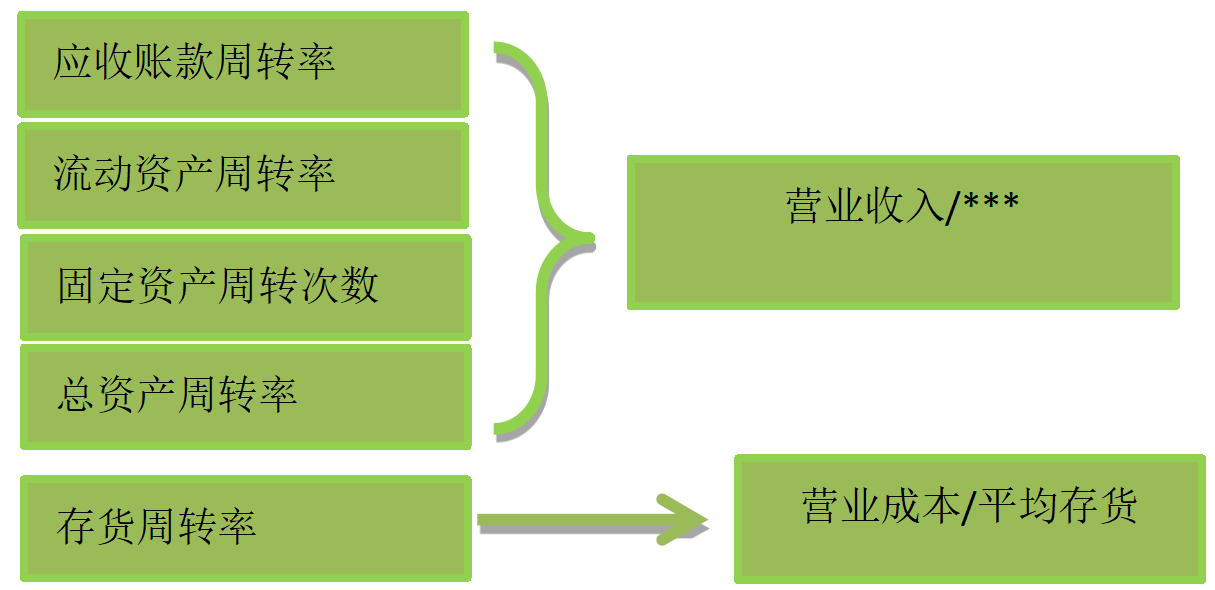 应收账款周转率
流动资产周转率
固定资产周转次数
总资产周转率
营业收入/***
存货周转率
营业成本/平均存货